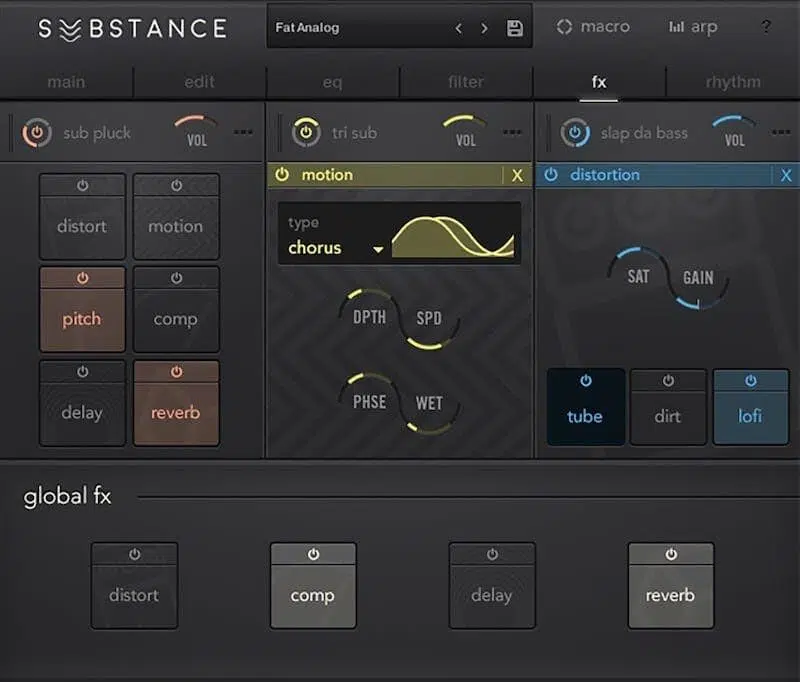 SUBSTANCE
FatAnalog
macro
arp
?
main
edit
eq
filter
fx
rhythm
sub pluck
VOL
tri sub
VOL
slap da bass
VOL
distort
motion
pitch
comp
delay
reverb
motion X
type
chorus
DPTH
SPD
PHSE
WET
distortion X
SAT
GAIN
tube
dirt
lofi
global fx
distort
comp
delay
reverb